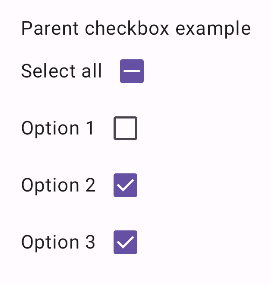 Parent checkbox example
Select all
Option 1
Option 2
Option 3